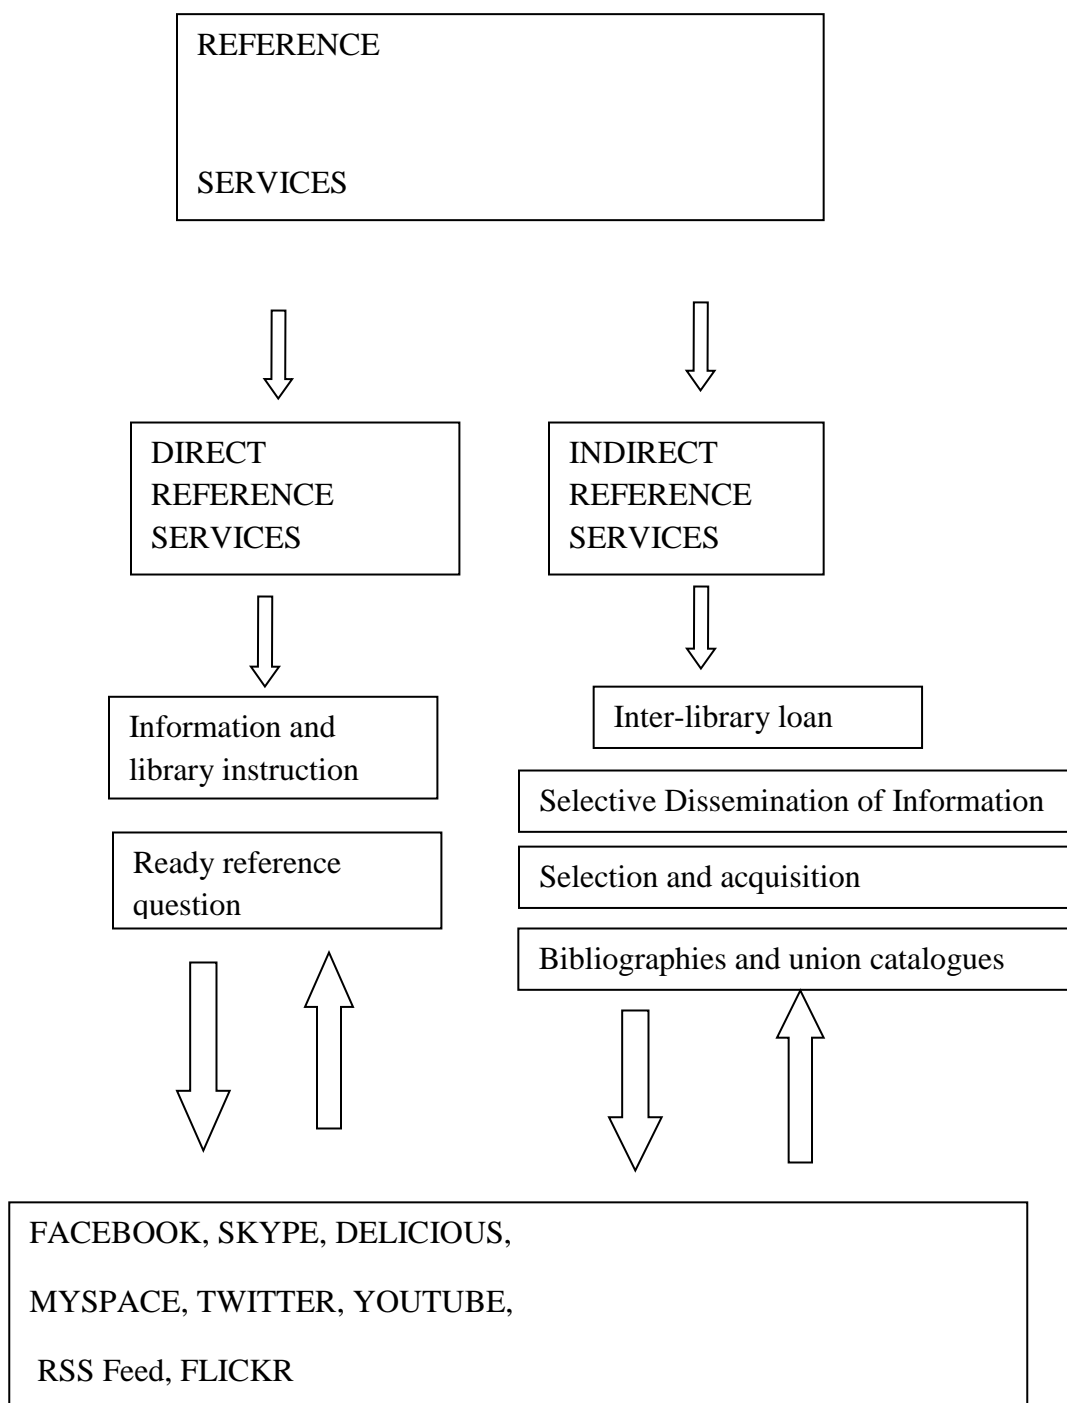 REFERENCE
SERVICES
DIRECT
REFERENCE
SERVICES
INDIRECT
REFERENCE
SERVICES
Information and
library instruction
Ready reference
question
Inter-library loan
Selective Dissemination of Information
Selection and acquisition
Bibliographies and union catalogues
FACEBOOK, SKYPE, DELICIOUS,
MYSPACE, TWITTER, YOUTUBE,
RSS Feed, FLICKR